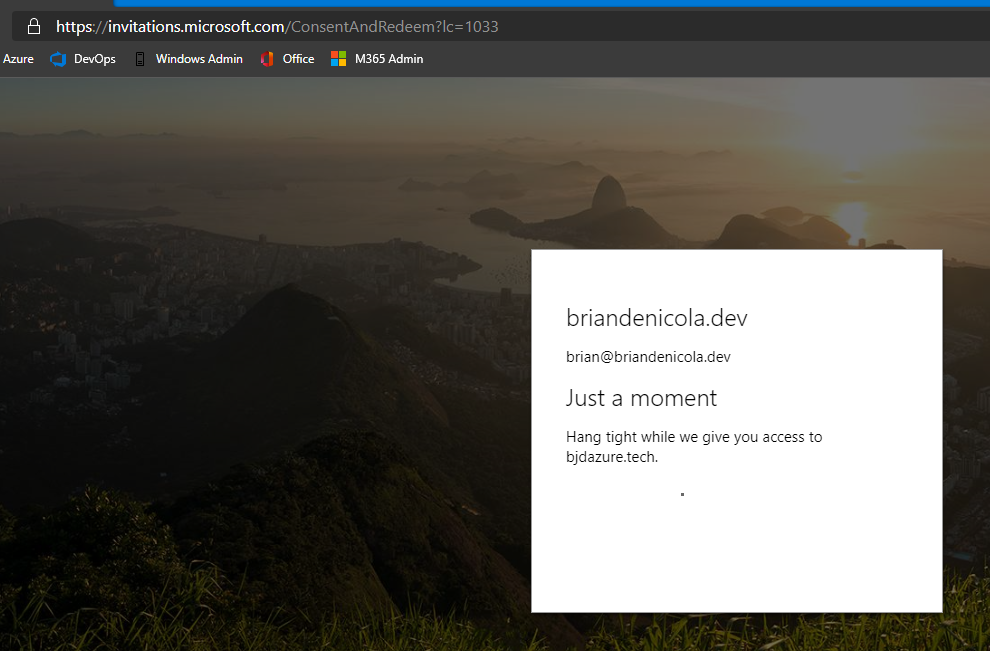 https://invitations.microsoft.com/ConsentAndRedeem?lc=1033
Azure DevOps Windows Admin Office M365 Admin
briandenicola.dev
brian@briandenicola.dev
Just a moment
Hang tight while we give you access to
bjdazure.tech.